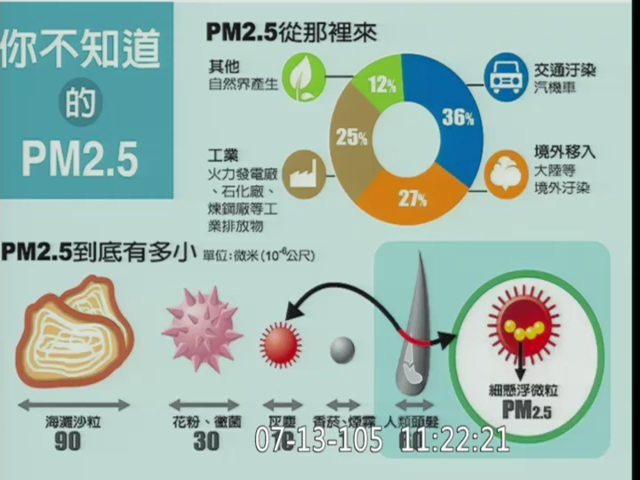 你不知道
的
PM2.5
PM2.5從那裡來
其他
自然界產生
12%
36%
25%
27%
交通汙染
汽機車
工業
火力發電廠
、石化廠、
煉鋼廠等工
業排放物
境外移入
大陸等
境外汙染
PM2.5到底有多小 單位:微米(10⁻⁶公尺)
細懸浮微粒
PM2.5
海灘沙粒
90
花粉、黴菌
30
灰塵
香菸、煙霧
人類頭髮
07-13-105 11:22:21